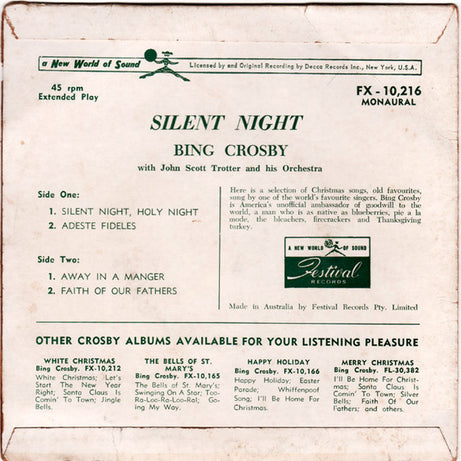 a New World of Sound
Licensed by and Original Recording by Decca Records Inc., New York, U.S.A.
45 rpm
Extended Play
FX - 10,216
MONAURAL
SILENT NIGHT
BING CROSBY
with John Scott Trotter and his Orchestra
Side One:
1. SILENT NIGHT, HOLY NIGHT
2. ADESTE FIDELES
Side Two:
1. AWAY IN A MANGER
2. FAITH OF OUR FATHERS
Here is a selection of Christmas songs, old favourites,
sung by one of the world's favourite singers. Bing Crosby
is America's unofficial ambassador of goodwill to the
world, a man who is as native as blueberries, pie a la
mode, the bleachers, firecrackers and Thanksgiving
turkey.
A NEW WORLD OF SOUND
Festival
RECORDS
Made in Australia by Festival Records Pty. Limited
OTHER CROSBY ALBUMS AVAILABLE FOR YOUR LISTENING PLEASURE
WHITE CHRISTMAS
Bing Crosby. FX-10,212
White Christmas; Let's
Start The New Year
Right; Santa Claus Is
Comin' To Town; Jingle
Bells.
THE BELLS OF ST.
MARY'S
Bing Crosby. FX-10,165
The Bells of St. Mary's;
Swinging On A Star; Too-
Ra-Loo-Ra-Loo-Ral; Go-
ing My Way.
HAPPY HOLIDAY
Bing Crosby. FX-10,166
Happy Holiday; Easter
Parade; Whiffenpoof
Song; I'll Be Home For
Christmas.
MERRY CHRISTMAS
Bing Crosby. FL-30,382
I'll Be Home For Christ-
mas; Santa Claus Is
Comin' To Town; Silver
Bells; Faith Of Our
Fathers; and others.